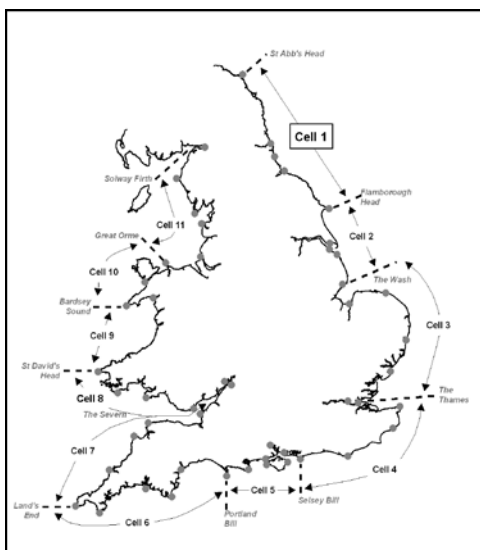 St Abb's Head
Cell 1
Solway Firth
Flamborough
Head
Cell 11
Great Orme
Cell 2
Cell 10
The Wash
Bardsey
Sound
Cell 3
Cell 9
St David's
Head
Cell 8
The
Thames
The Severn
Cell 7
Cell 4
Cell 5
Selsey Bill
Land's
End
Cell 6
Portland
Bill